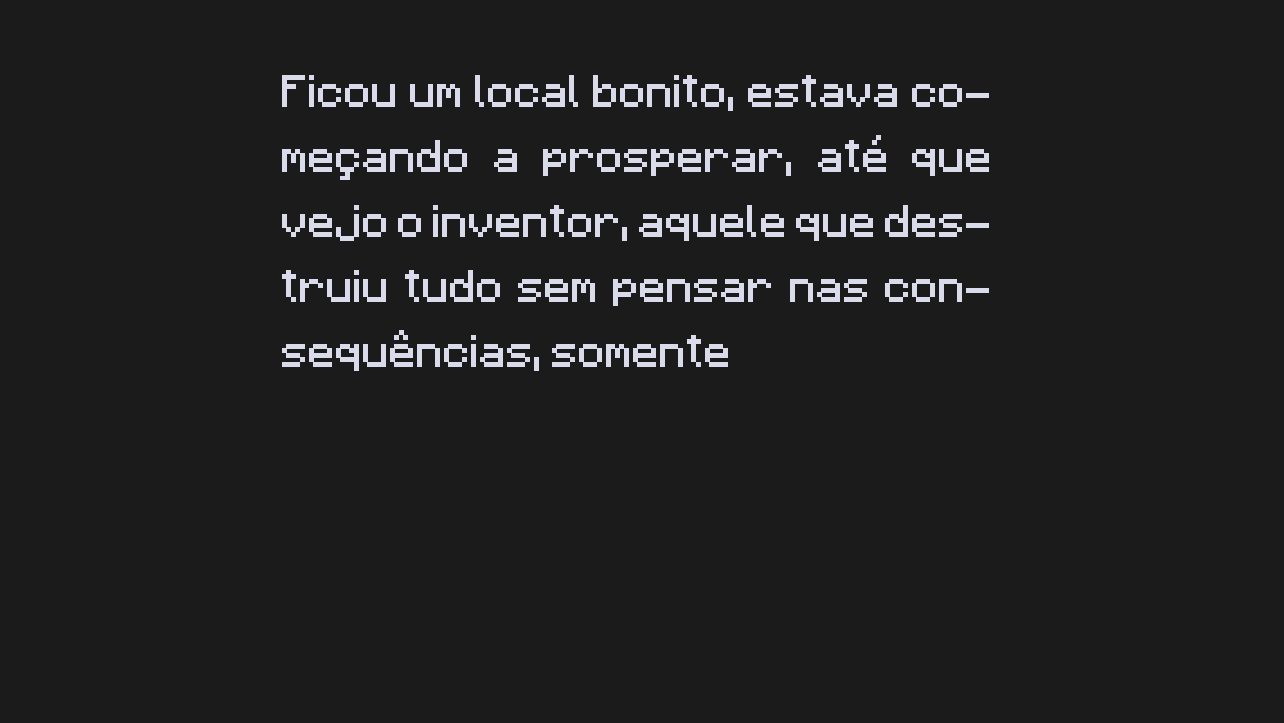 Ficou um local bonito, estava co-
meçando a prosperar, até que
vejo o inventor, aquele que des-
truiu tudo sem pensar nas con-
sequências, somente